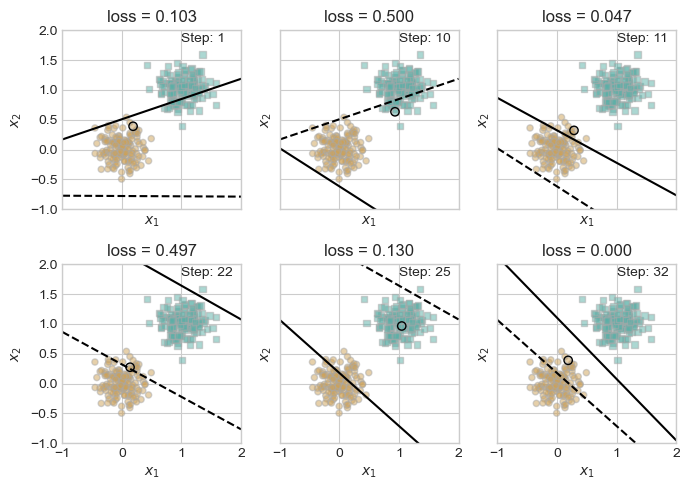 loss = 0.103
loss = 0.500
loss = 0.047
2.0
1.5
1.0
0.5
0.0
−0.5
−1.0
x₂
x₂
x₂
Step: 1
Step: 10
Step: 11
x₁
x₁
x₁
loss = 0.497
loss = 0.130
loss = 0.000
2.0
1.5
1.0
0.5
0.0
−0.5
−1.0
x₂
x₂
x₂
Step: 22
Step: 25
Step: 32
−1 0 1 2
−1 0 1 2
−1 0 1 2
x₁
x₁
x₁